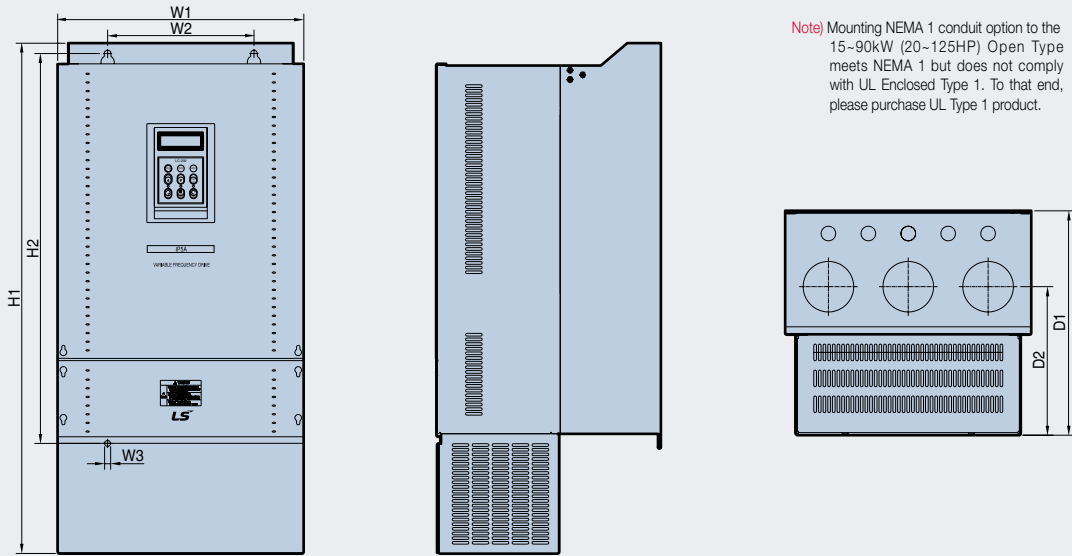 W1
W2
Note) Mounting NEMA 1 conduit option to the
15~90kW (20~125HP) Open Type
meets NEMA 1 but does not comply
with UL Enclosed Type 1. To that end,
please purchase UL Type 1 product.
H1
H2
iP5A
VARIABLE FREQUENCY DRIVE
D1
D2
LS
W3